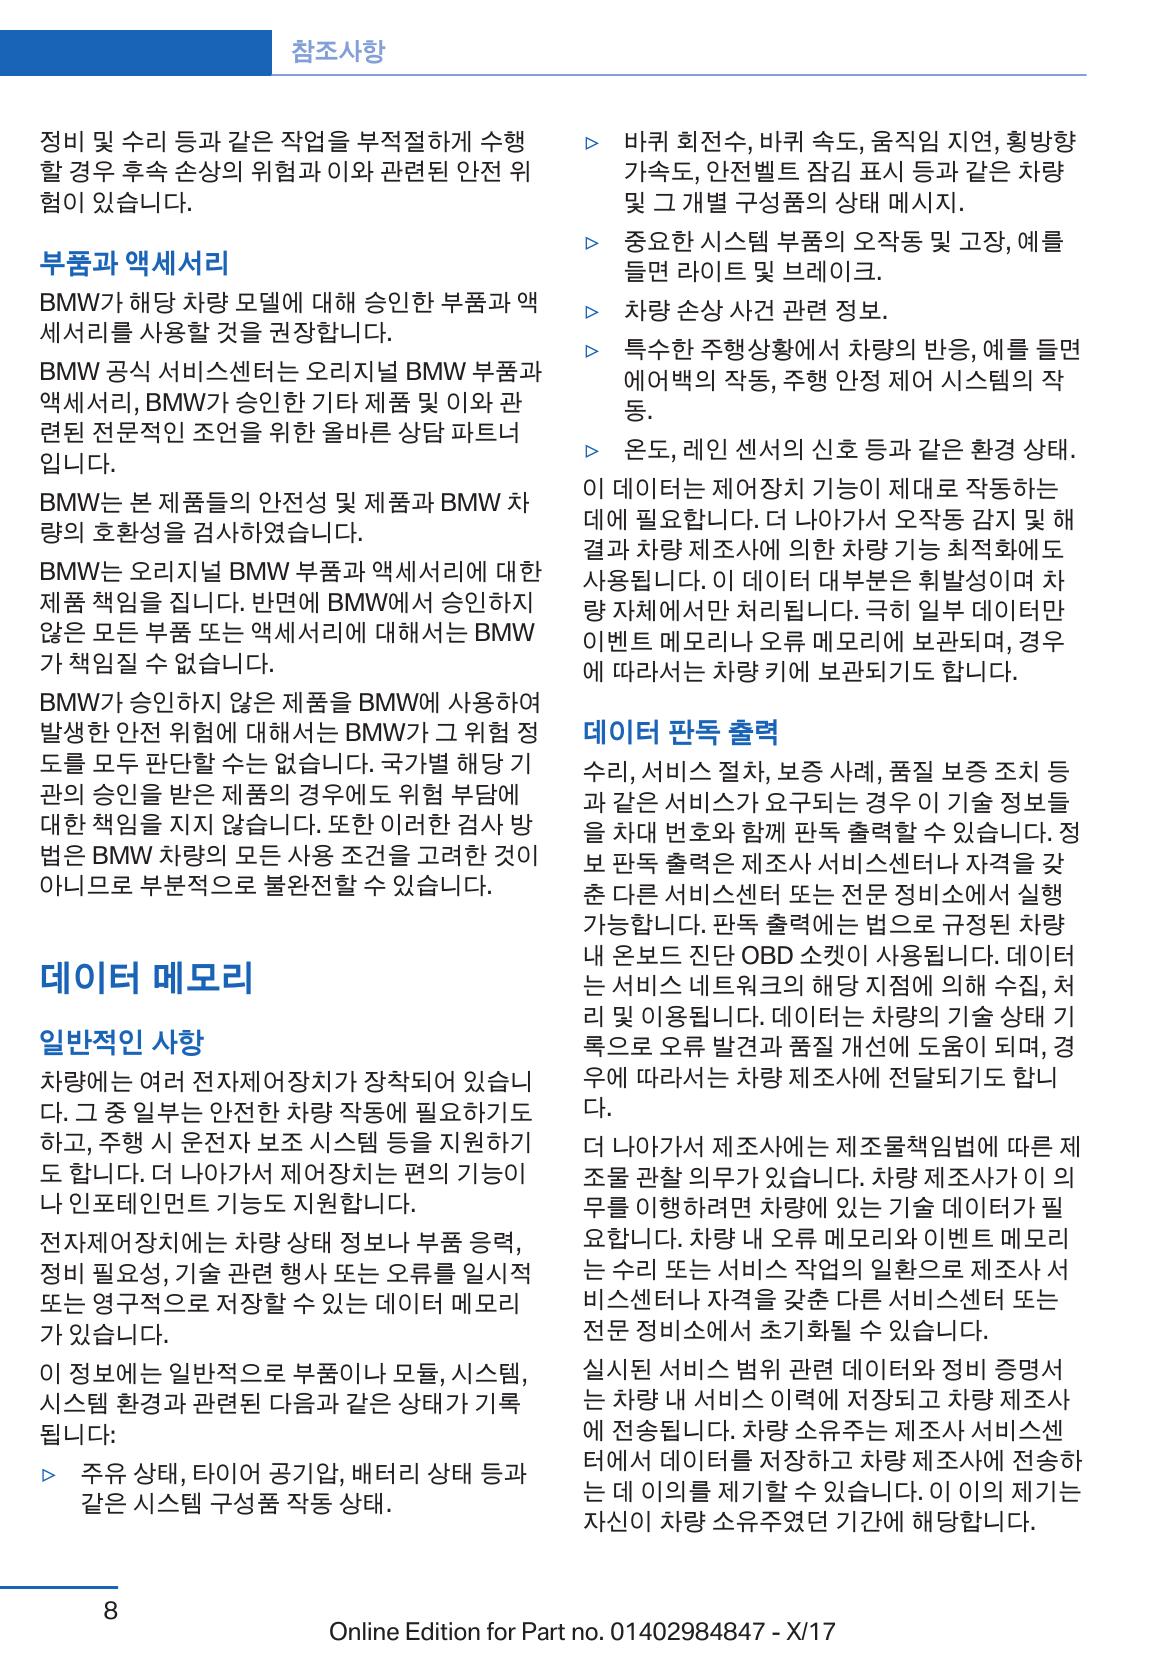 참조사항
정비 및 수리 등과 같은 작업을 부적절하게 수행
할 경우 후속 손상의 위험과 이와 관련된 안전 위
험이 있습니다.
부품과 액세서리
BMW가 해당 차량 모델에 대해 승인한 부품과 액
세서리를 사용할 것을 권장합니다.
BMW 공식 서비스센터는 오리지널 BMW 부품과
액세서리, BMW가 승인한 기타 제품 및 이와 관
련된 전문적인 조언을 위한 올바른 상담 파트너
입니다.
BMW는 본 제품들의 안전성 및 제품과 BMW 차
량의 호환성을 검사하였습니다.
BMW는 오리지널 BMW 부품과 액세서리에 대한
제품 책임을 집니다. 반면에 BMW에서 승인하지
않은 모든 부품 또는 액세서리에 대해서는 BMW
가 책임질 수 없습니다.
BMW가 승인하지 않은 제품을 BMW에 사용하여
발생한 안전 위험에 대해서는 BMW가 그 위험 정
도를 모두 판단할 수는 없습니다. 국가별 해당 기
관의 승인을 받은 제품의 경우에도 위험 부담에
대한 책임을 지지 않습니다. 또한 이러한 검사 방
법은 BMW 차량의 모든 사용 조건을 고려한 것이
아니므로 부분적으로 불완전할 수 있습니다.
데이터 메모리
일반적인 사항
차량에는 여러 전자제어장치가 장착되어 있습니
다. 그 중 일부는 안전한 차량 작동에 필요하기도
하고, 주행 시 운전자 보조 시스템 등을 지원하기
도 합니다. 더 나아가서 제어장치는 편의 기능이
나 인포테인먼트 기능도 지원합니다.
전자제어장치에는 차량 상태 정보나 부품 응력,
정비 필요성, 기술 관련 행사 또는 오류를 일시적
또는 영구적으로 저장할 수 있는 데이터 메모리
가 있습니다.
이 정보에는 일반적으로 부품이나 모듈, 시스템,
시스템 환경과 관련된 다음과 같은 상태가 기록
됩니다:
▷ 주유 상태, 타이어 공기압, 배터리 상태 등과
같은 시스템 구성품 작동 상태.
▷ 바퀴 회전수, 바퀴 속도, 움직임 지연, 횡방향
가속도, 안전벨트 잠김 표시 등과 같은 차량
및 그 개별 구성품의 상태 메시지.
▷ 중요한 시스템 부품의 오작동 및 고장, 예를
들면 라이트 및 브레이크.
▷ 차량 손상 사건 관련 정보.
▷ 특수한 주행상황에서 차량의 반응, 예를 들면
에어백의 작동, 주행 안정 제어 시스템의 작
동.
▷ 온도, 레인 센서의 신호 등과 같은 환경 상태.
이 데이터는 제어장치 기능이 제대로 작동하는
데에 필요합니다. 더 나아가서 오작동 감지 및 해
결과 차량 제조사에 의한 차량 기능 최적화에도
사용됩니다. 이 데이터 대부분은 휘발성이며 차
량 자체에서만 처리됩니다. 극히 일부 데이터만
이벤트 메모리나 오류 메모리에 보관되며, 경우
에 따라서는 차량 키에 보관되기도 합니다.
데이터 판독 출력
수리, 서비스 절차, 보증 사례, 품질 보증 조치 등
과 같은 서비스가 요구되는 경우 이 기술 정보들
을 차대 번호와 함께 판독 출력할 수 있습니다. 정
보 판독 출력은 제조사 서비스센터나 자격을 갖
춘 다른 서비스센터 또는 전문 정비소에서 실행
가능합니다. 판독 출력에는 법으로 규정된 차량
내 온보드 진단 OBD 소켓이 사용됩니다. 데이터
는 서비스 네트워크의 해당 지점에 의해 수집, 처
리 및 이용됩니다. 데이터는 차량의 기술 상태 기
록으로 오류 발견과 품질 개선에 도움이 되며, 경
우에 따라서는 차량 제조사에 전달되기도 합니
다.
더 나아가서 제조사에는 제조물책임법에 따른 제
조물 관찰 의무가 있습니다. 차량 제조사가 이 의
무를 이행하려면 차량에 있는 기술 데이터가 필
요합니다. 차량 내 오류 메모리와 이벤트 메모리
는 수리 또는 서비스 작업의 일환으로 제조사 서
비스센터나 자격을 갖춘 다른 서비스센터 또는
전문 정비소에서 초기화될 수 있습니다.
실시된 서비스 범위 관련 데이터와 정비 증명서
는 차량 내 서비스 이력에 저장되고 차량 제조사
에 전송됩니다. 차량 소유주는 제조사 서비스센
터에서 데이터를 저장하고 차량 제조사에 전송하
는 데 이의를 제기할 수 있습니다. 이 이의 제기는
자신이 차량 소유주였던 기간에 해당합니다.
8
Online Edition for Part no. 01402984847 - X/17